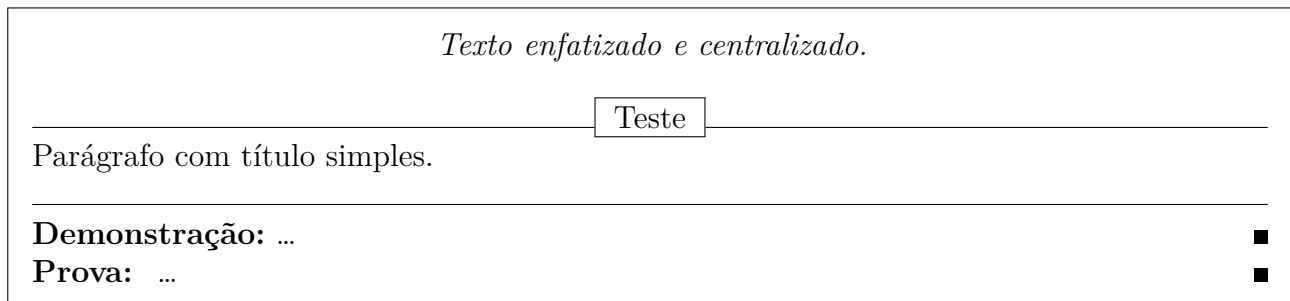 Texto enfatizado e centralizado.
Teste
Parágrafo com título simples.
Demonstração: … ■
Prova: … ■